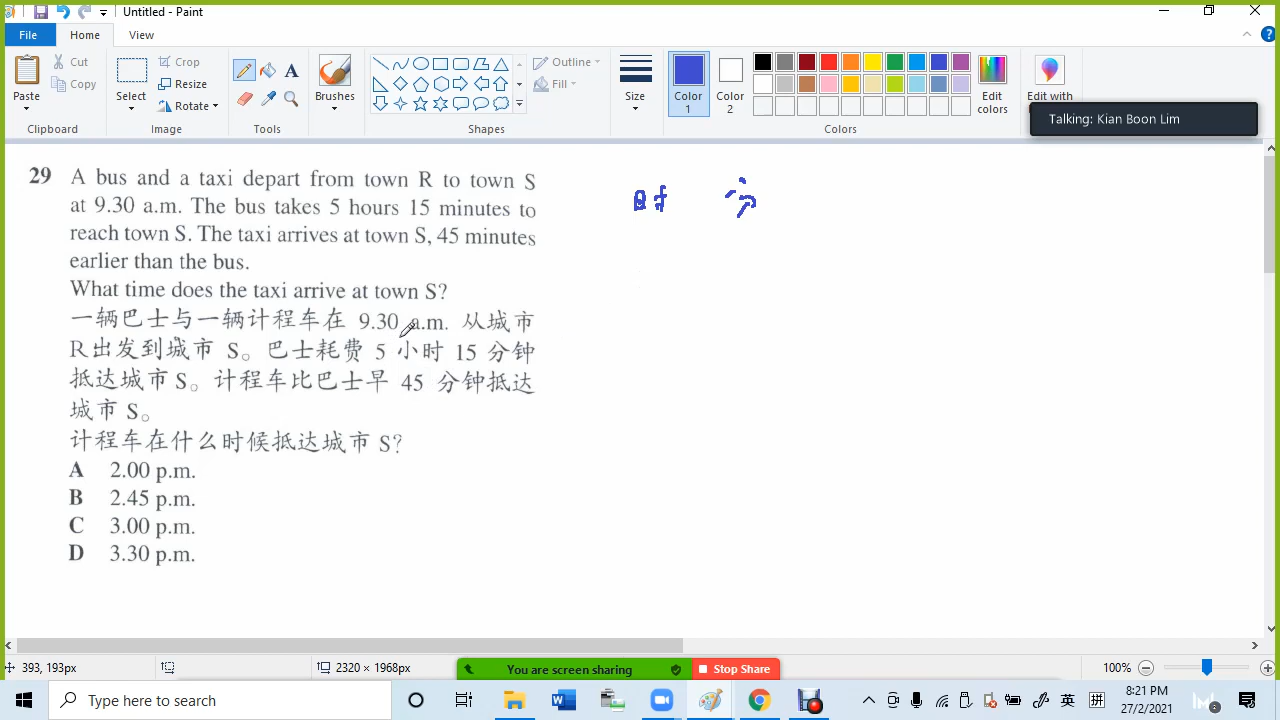 Untitled - Paint
File Home View
Cut
Copy
Paste
Clipboard
Select
Crop
Resize
Rotate
Image
Tools
Brushes
Outline
Fill
Shapes
Size
Color 1
Color 2
Edit colors
Edit with
Colors
Talking: Kian Boon Lim
29 A bus and a taxi depart from town R to town S
at 9.30 a.m. The bus takes 5 hours 15 minutes to
reach town S. The taxi arrives at town S, 45 minutes
earlier than the bus.
What time does the taxi arrive at town S?
一辆巴士与一辆计程车在 9.30 a.m. 从城市
R出发到城市 S。巴士耗费 5 小时 15 分钟
抵达城市S。计程车比巴士早 45 分钟抵达
城市 S。
计程车在什么时候抵达城市 S?
A 2.00 p.m.
B 2.45 p.m.
C 3.00 p.m.
D 3.30 p.m.
时
393, 193px
2320 × 1968px
You are screen sharing
Stop Share
100%
Type here to search
英
拼
8:21 PM
27/2/2021
2